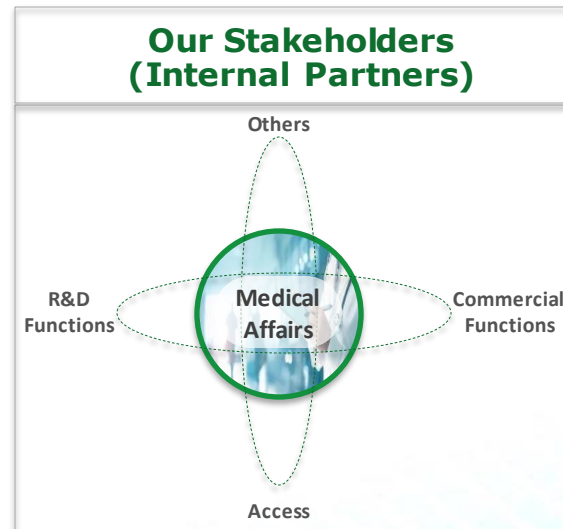 Our Stakeholders
(Internal Partners)
Others
R&D
Functions
Medical
Affairs
Commercial
Functions
Access